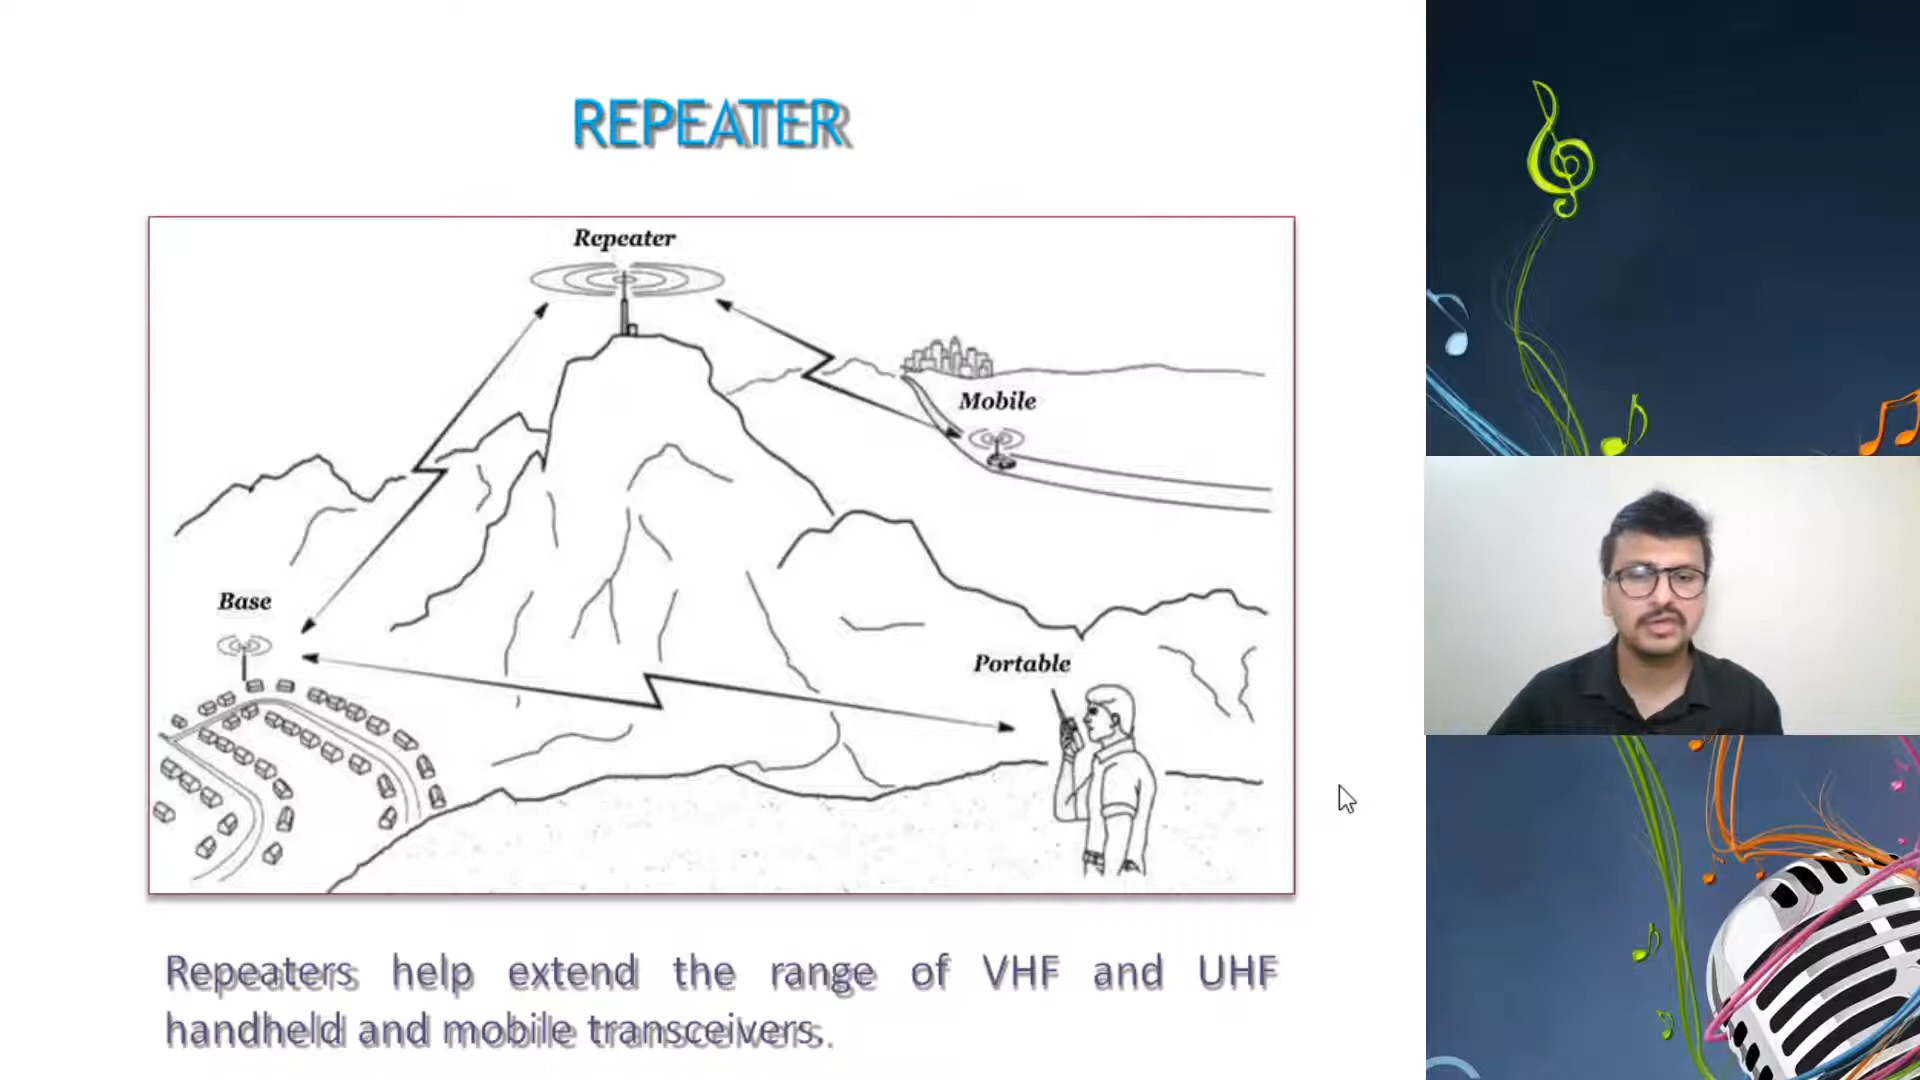 REPEATER
Repeater
Mobile
Base
Portable
Repeaters help extend the range of VHF and UHF
handheld and mobile transceivers.